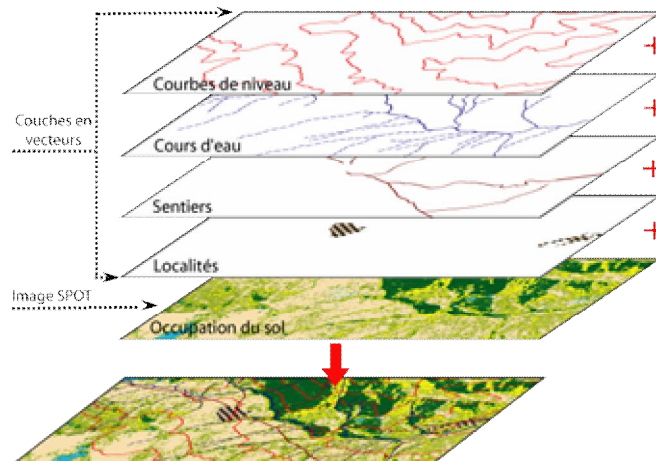 Courbes de niveau
Couches en
vecteurs
Cours d'eau
Sentiers
Localités
Image SPOT
Occupation du sol